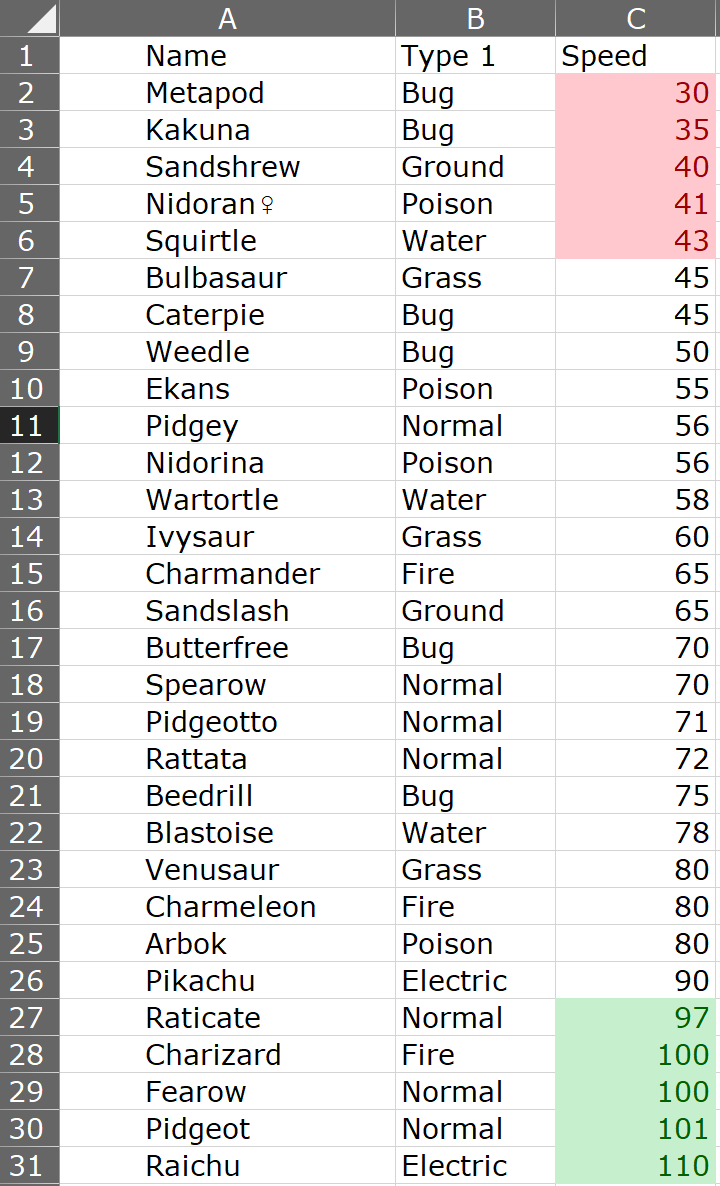 A B C
1 Name Type 1 Speed
2 Metapod Bug 30
3 Kakuna Bug 35
4 Sandshrew Ground 40
5 Nidoran♀ Poison 41
6 Squirtle Water 43
7 Bulbasaur Grass 45
8 Caterpie Bug 45
9 Weedle Bug 50
10 Ekans Poison 55
11 Pidgey Normal 56
12 Nidorina Poison 56
13 Wartortle Water 58
14 Ivysaur Grass 60
15 Charmander Fire 65
16 Sandslash Ground 65
17 Butterfree Bug 70
18 Spearow Normal 70
19 Pidgeotto Normal 71
20 Rattata Normal 72
21 Beedrill Bug 75
22 Blastoise Water 78
23 Venusaur Grass 80
24 Charmeleon Fire 80
25 Arbok Poison 80
26 Pikachu Electric 90
27 Raticate Normal 97
28 Charizard Fire 100
29 Fearow Normal 100
30 Pidgeot Normal 101
31 Raichu Electric 110